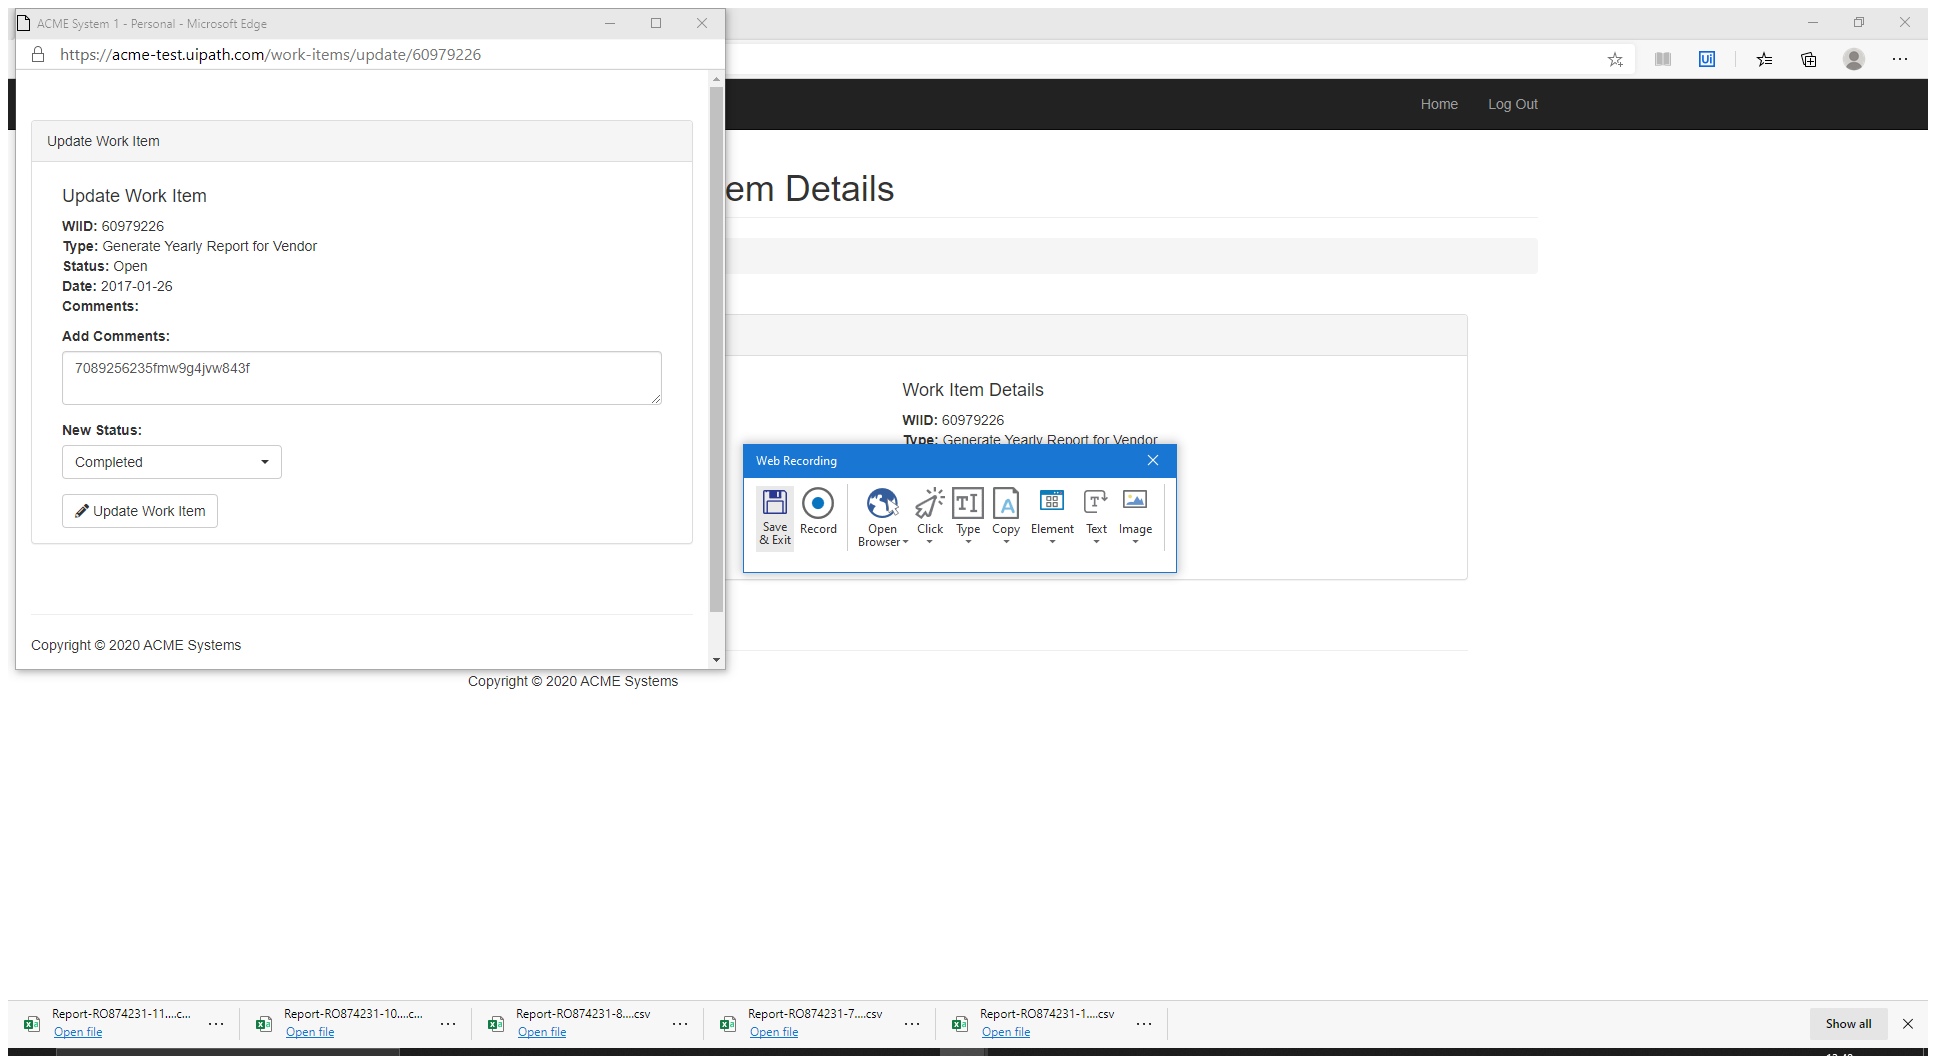 ACME System 1 - Personal - Microsoft Edge
https://acme-test.uipath.com/work-items/update/60979226
Ui
Home
Log Out
Update Work Item
Update Work Item
WIID: 60979226
Type: Generate Yearly Report for Vendor
Status: Open
Date: 2017-01-26
Comments:
Add Comments:
7089256235fmw9g4jvw843f
New Status:
Completed
Update Work Item
Copyright © 2020 ACME Systems
em Details
Work Item Details
WIID: 60979226
Type: Generate Yearly Report for Vendor
Web Recording
Save & Exit
Record
Open Browser
Click
Type
Copy
Element
Text
Image
Copyright © 2020 ACME Systems
Report-RO874231-11....c...
Open file
Report-RO874231-10....c...
Open file
Report-RO874231-8....csv
Open file
Report-RO874231-7....csv
Open file
Report-RO874231-1....csv
Open file
Show all